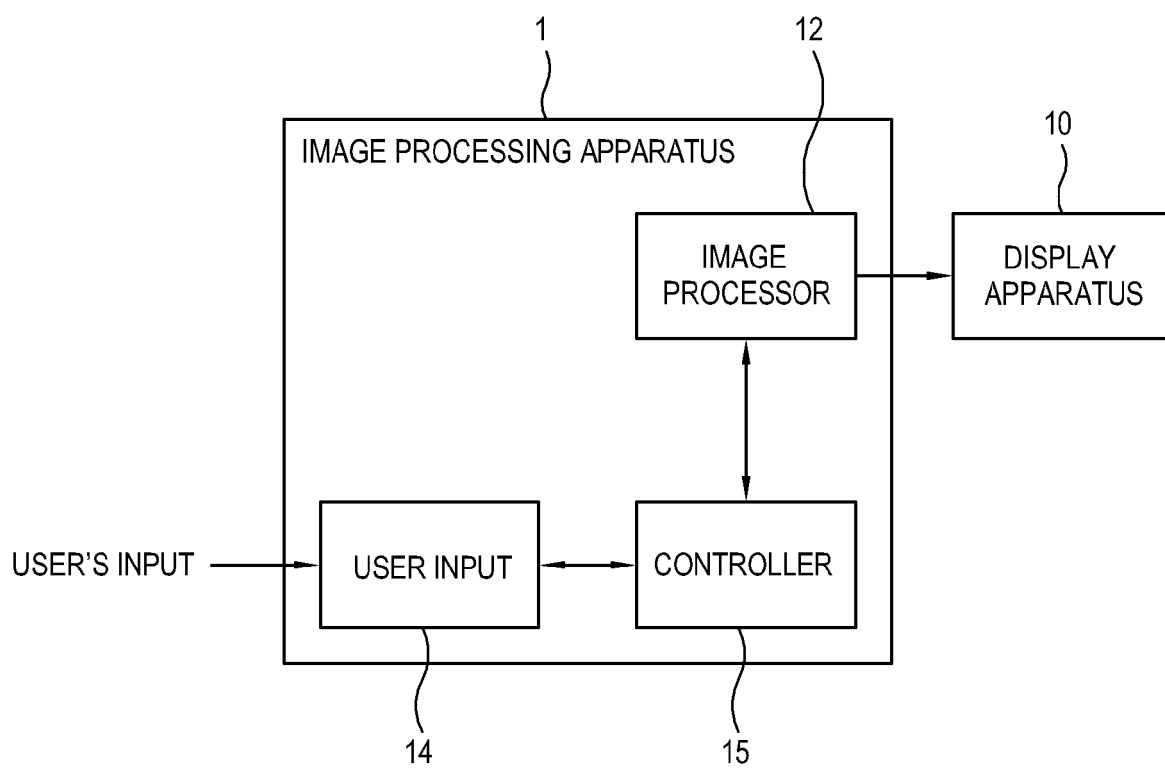 1
12
10
IMAGE PROCESSING APPARATUS
IMAGE
PROCESSOR
DISPLAY
APPARATUS
USER'S INPUT
USER INPUT
CONTROLLER
14
15